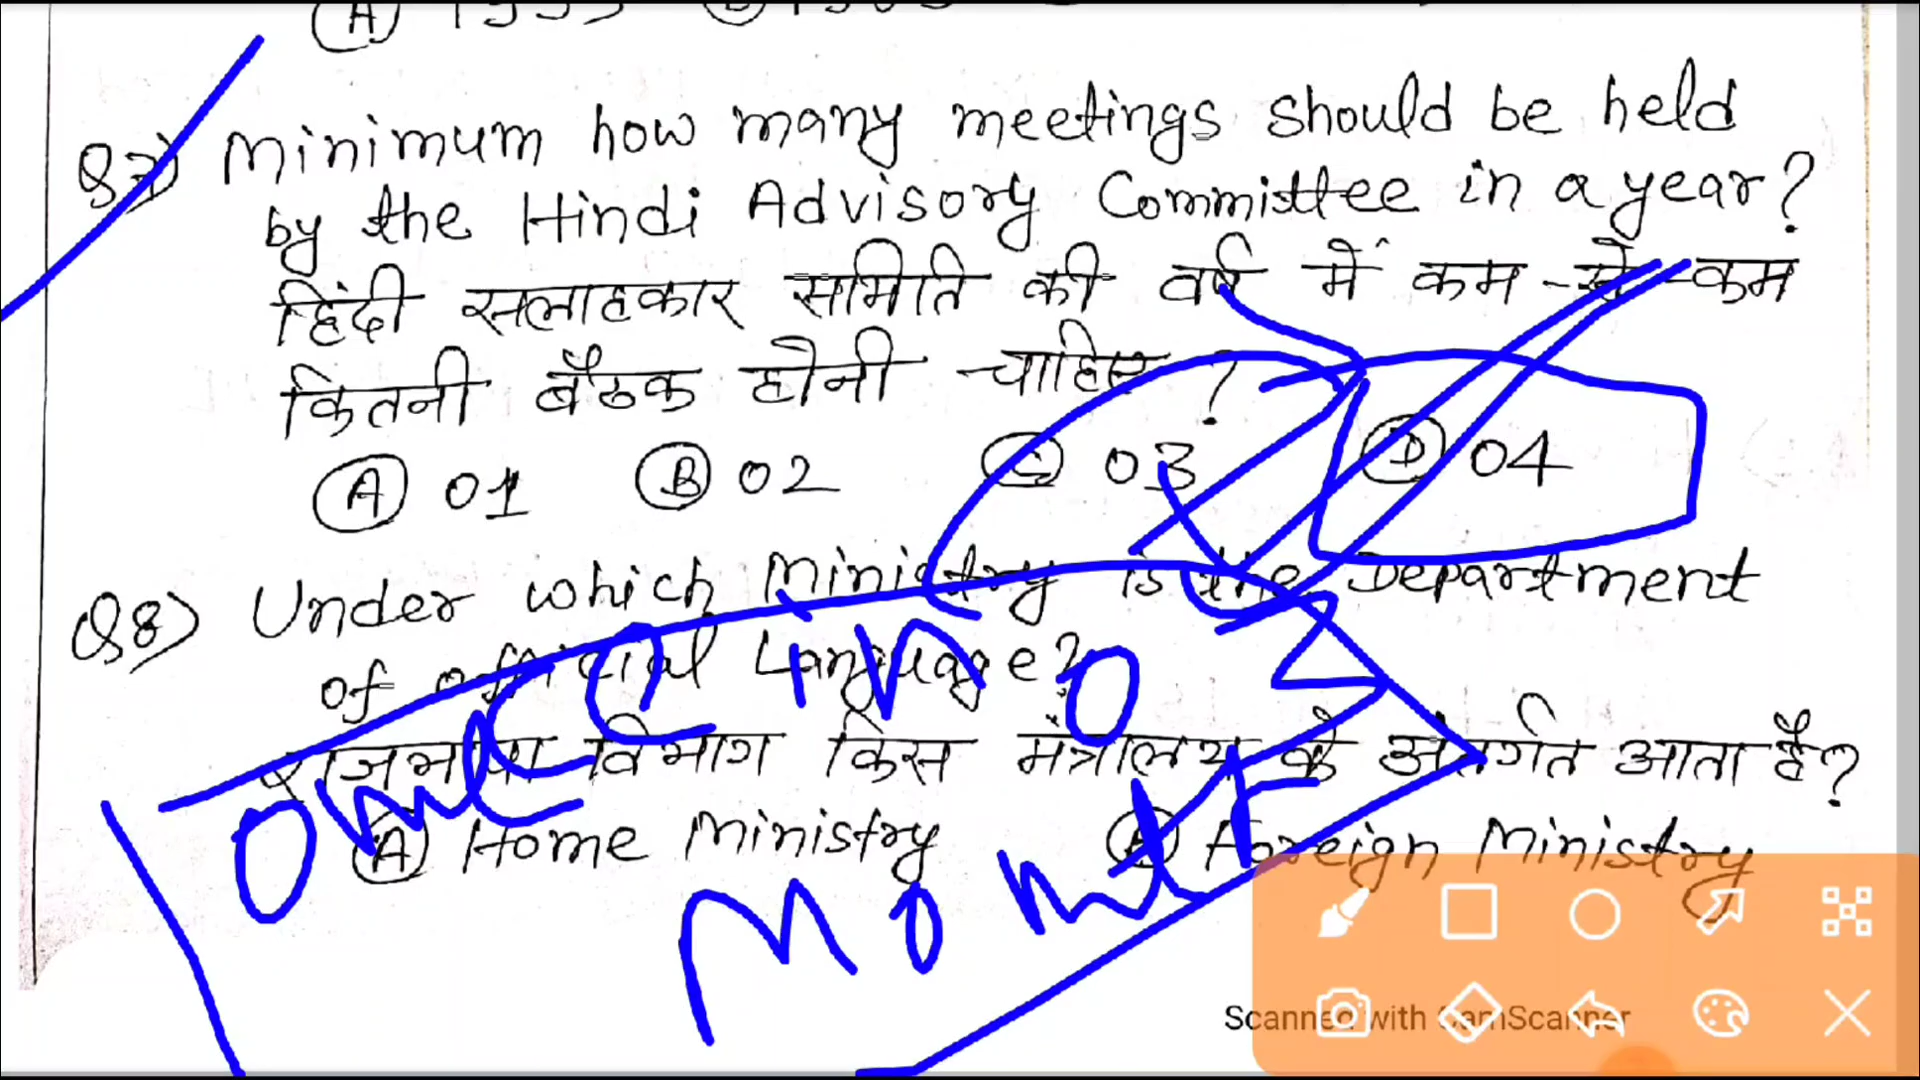 Q7) Minimum how many meetings should be held
by the Hindi Advisory Committee in a year?
हिंदी सलाहकार समिति की वर्ष में कम-से-कम
कितनी बैठक होनी चाहिए ?
(A) 01 (B) 02 (C) 03 (D) 04
Q8) Under which Ministry is the Department
of official Language?
राजभाषा विभाग किस मंत्रालय के अंतर्गत आता है?
(A) Home Ministry (B) Foreign Ministry
once in 3
Month
Scanned with CamScanner